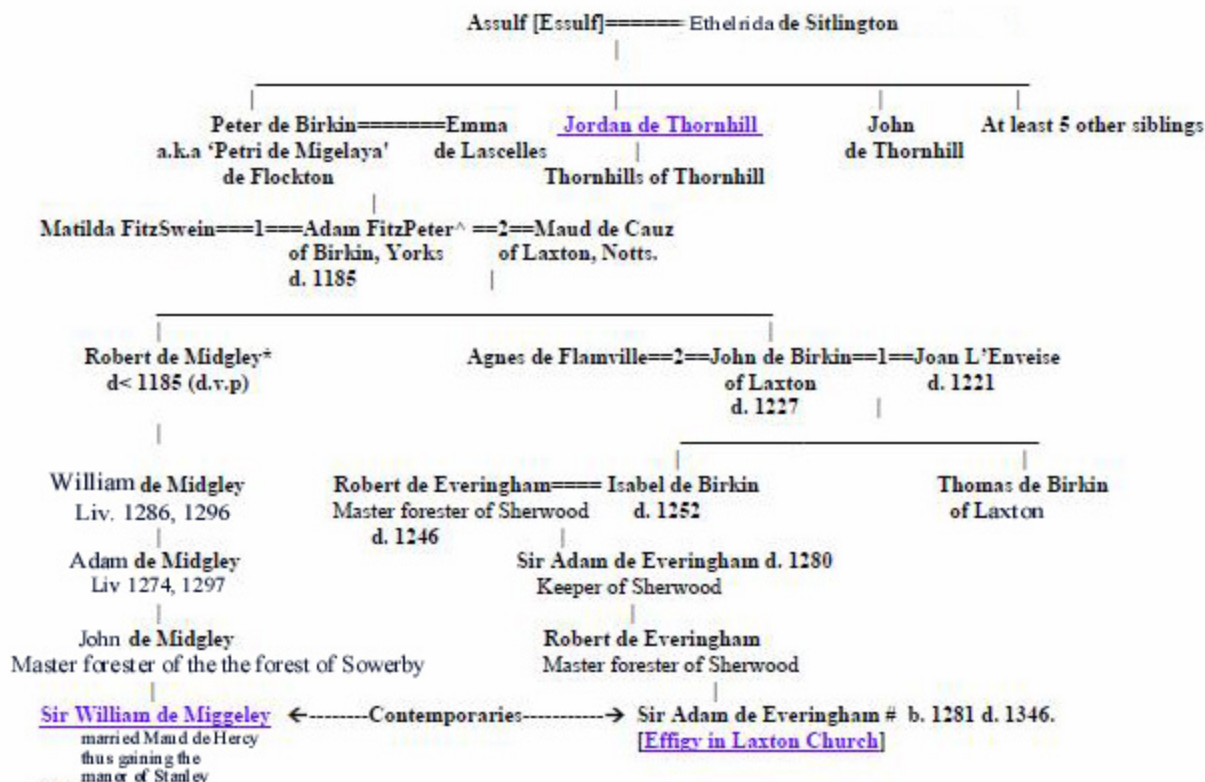 Assulf [Essulf]====== Ethelrida de Sitlington
Peter de Birkin=======Emma Jordan de Thornhill John At least 5 other siblings
a.k.a ‘Petri de Migelaya' de Lascelles de Thornhill
de Flockton Thornhills of Thornhill
Matilda FitzSwein===1===Adam FitzPeter^ ==2==Maud de Cauz
of Birkin, Yorks of Laxton, Notts.
d. 1185
Robert de Midgley* Agnes de Flamville==2==John de Birkin==1==Joan L’Enveise
d< 1185 (d.v.p) of Laxton d. 1221
d. 1227
William de Midgley Robert de Everingham==== Isabel de Birkin Thomas de Birkin
Liv. 1286, 1296 Master forester of Sherwood d. 1252 of Laxton
d. 1246
Adam de Midgley Sir Adam de Everingham d. 1280
Liv 1274, 1297 Keeper of Sherwood
John de Midgley Robert de Everingham
Master forester of the the forest of Sowerby Master forester of Sherwood
Sir William de Miggeley ←--------Contemporaries-----------→ Sir Adam de Everingham # b. 1281 d. 1346.
married Maud de Hercy [Effigy in Laxton Church]
thus gaining the
manor of Stanley